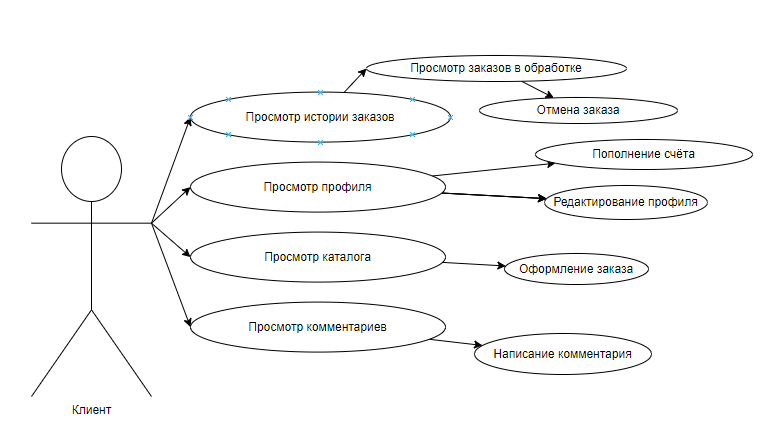 Просмотр заказов в обработке
Отмена заказа
Просмотр истории заказов
Пополнение счёта
Просмотр профиля
Редактирование профиля
Просмотр каталога
Оформление заказа
Просмотр комментариев
Написание комментария
Клиент